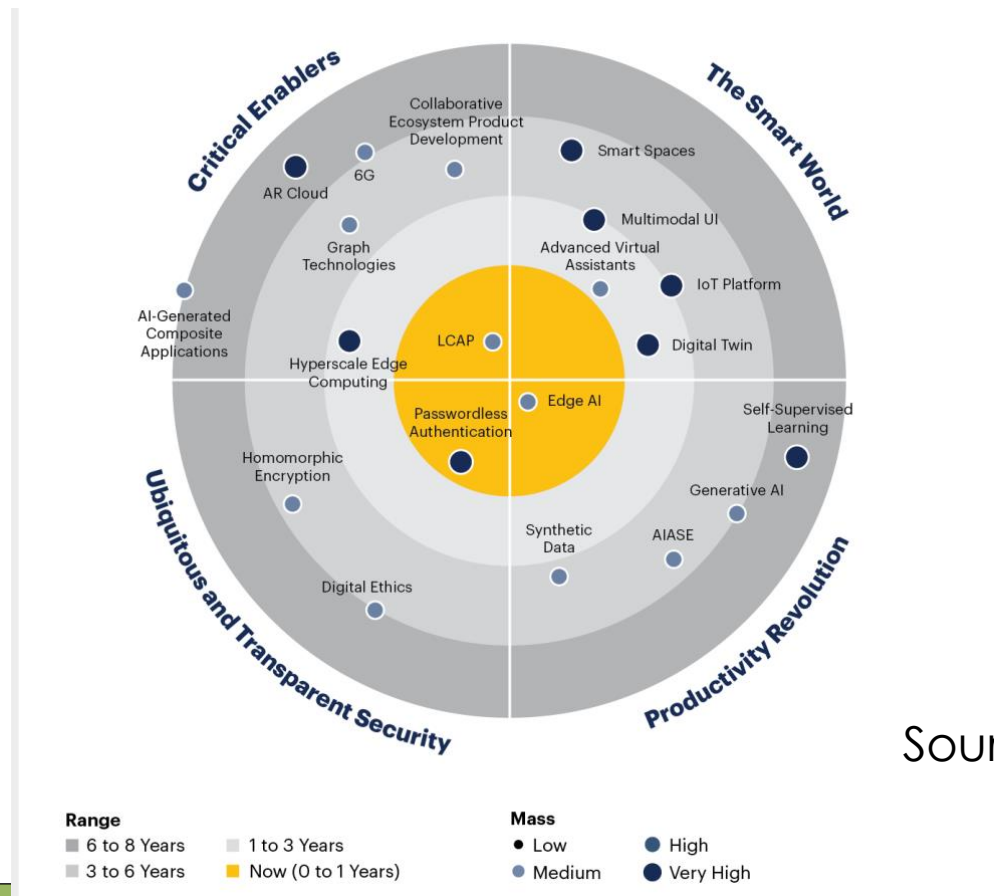 Critical Enablers
The Smart World
Collaborative
Ecosystem Product
Development
6G
AR Cloud
Graph
Technologies
AI-Generated
Composite
Applications
Hyperscale Edge
Computing
LCAP
Smart Spaces
Multimodal UI
Advanced Virtual
Assistants
IoT Platform
Digital Twin
Passwordless
Authentication
Homomorphic
Encryption
Digital Ethics
Ubiquitous and Transparent Security
Edge AI
Self-Supervised
Learning
Generative AI
AIASE
Synthetic
Data
Productivity Revolution
Range
6 to 8 Years
1 to 3 Years
3 to 6 Years
Now (0 to 1 Years)
Mass
Low
High
Medium
Very High